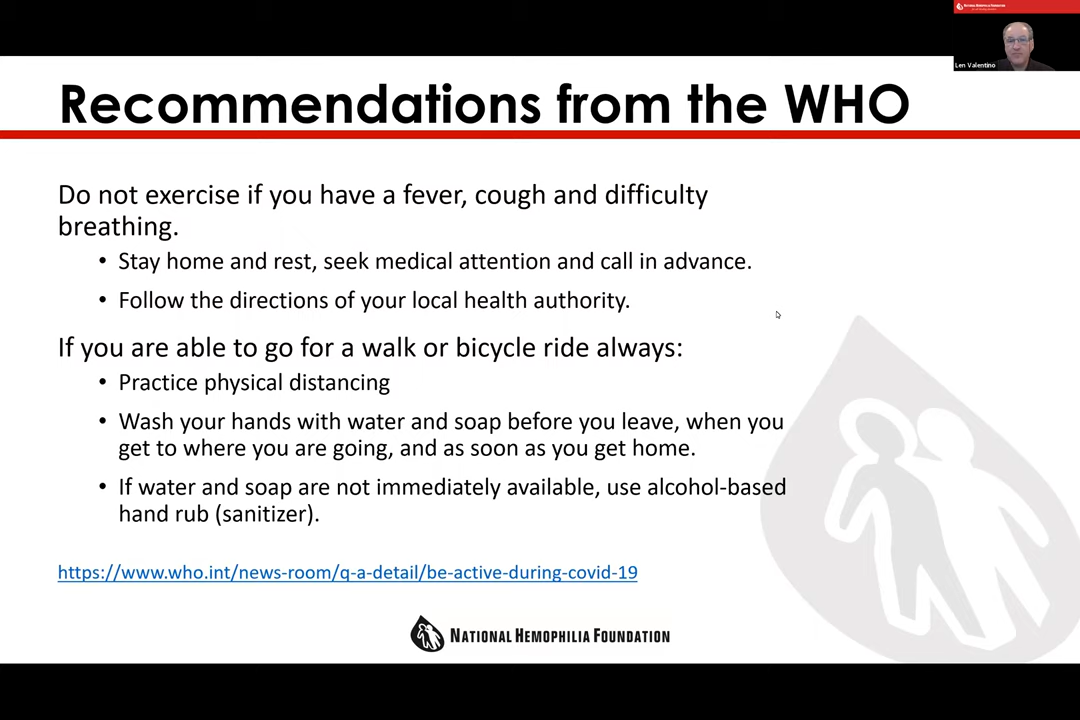 NATIONAL HEMOPHILIA FOUNDATION
Len Valentino
Recommendations from the WHO
Do not exercise if you have a fever, cough and difficulty
breathing.
• Stay home and rest, seek medical attention and call in advance.
• Follow the directions of your local health authority.
If you are able to go for a walk or bicycle ride always:
• Practice physical distancing
• Wash your hands with water and soap before you leave, when you
get to where you are going, and as soon as you get home.
• If water and soap are not immediately available, use alcohol-based
hand rub (sanitizer).
https://www.who.int/news-room/q-a-detail/be-active-during-covid-19
NATIONAL HEMOPHILIA FOUNDATION